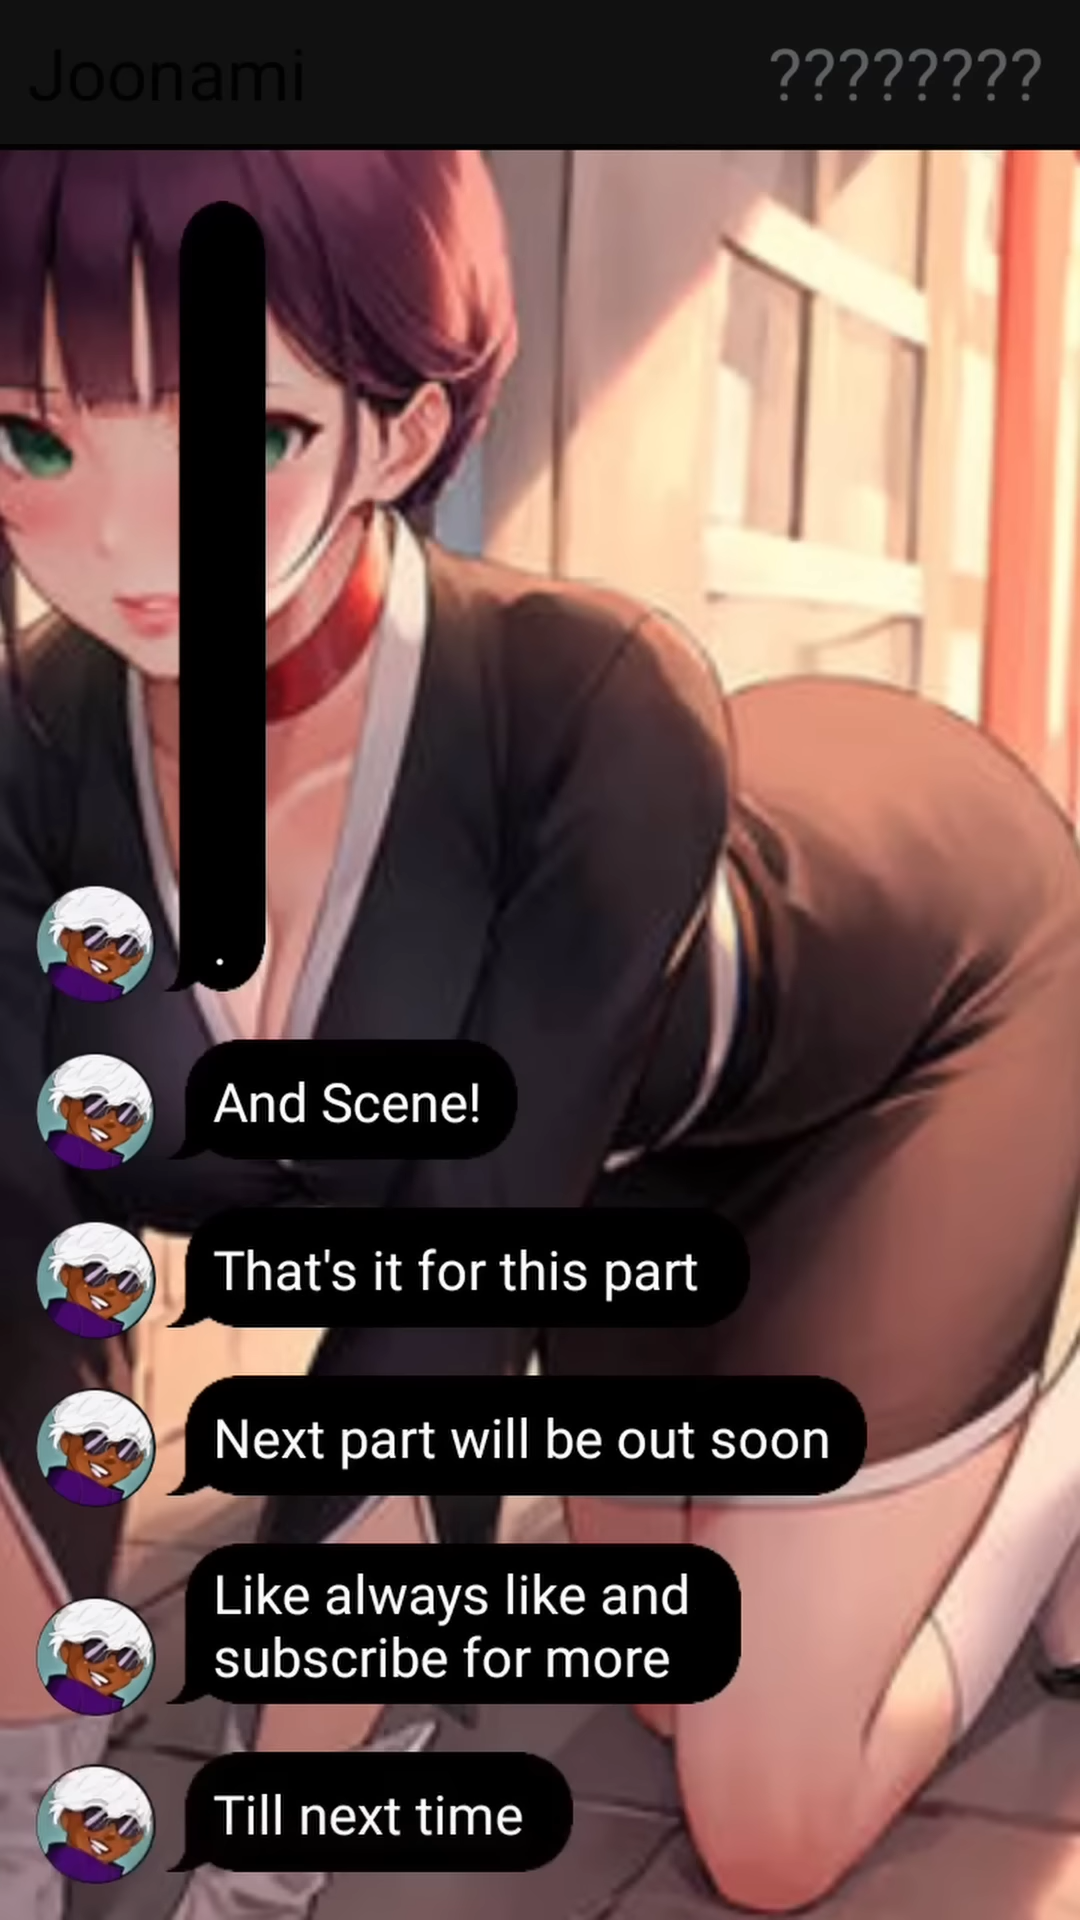 Joonami ????????
.
And Scene!
That's it for this part
Next part will be out soon
Like always like and
subscribe for more
Till next time